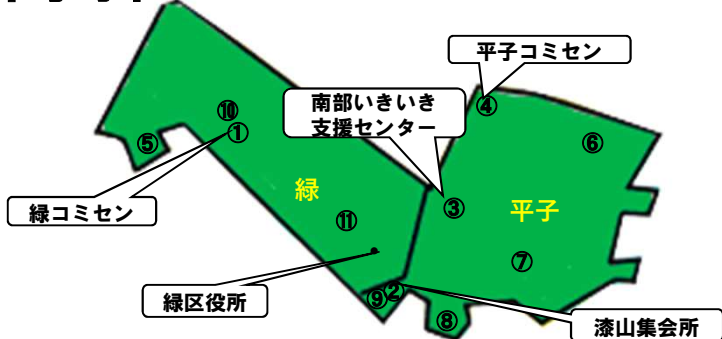 平子コミセン
④
南部いきいき
支援センター
⑩
①
⑤
⑥
緑
③
平子
緑コミセン
⑪
⑦
緑区役所
⑨
②
⑧
漆山集会所